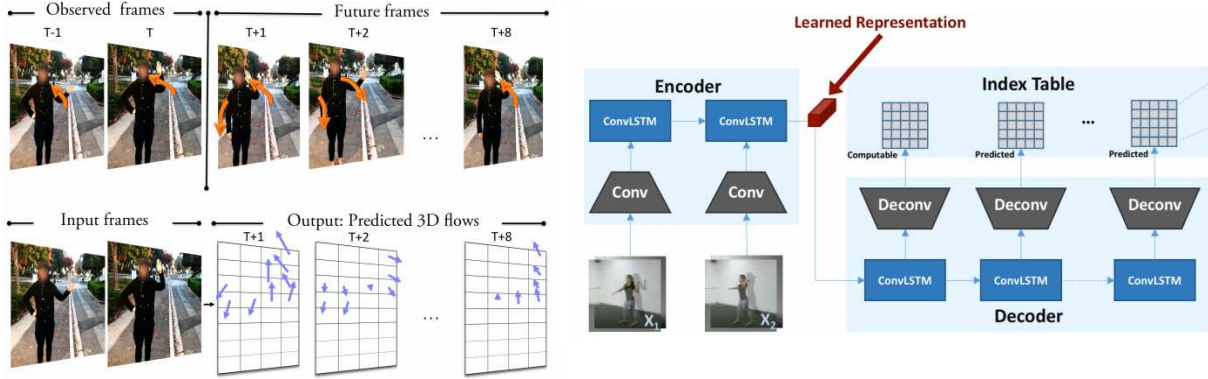 Observed frames
Future frames
T-1
T
T+1
T+2
T+8
...
Input frames
Output: Predicted 3D flows
T+1
T+2
T+8
...
Learned Representation
Encoder
ConvLSTM
ConvLSTM
Conv
Conv
X1
X2
Index Table
...
Computable
Predicted
Predicted
Deconv
Deconv
Deconv
ConvLSTM
ConvLSTM
ConvLSTM
Decoder